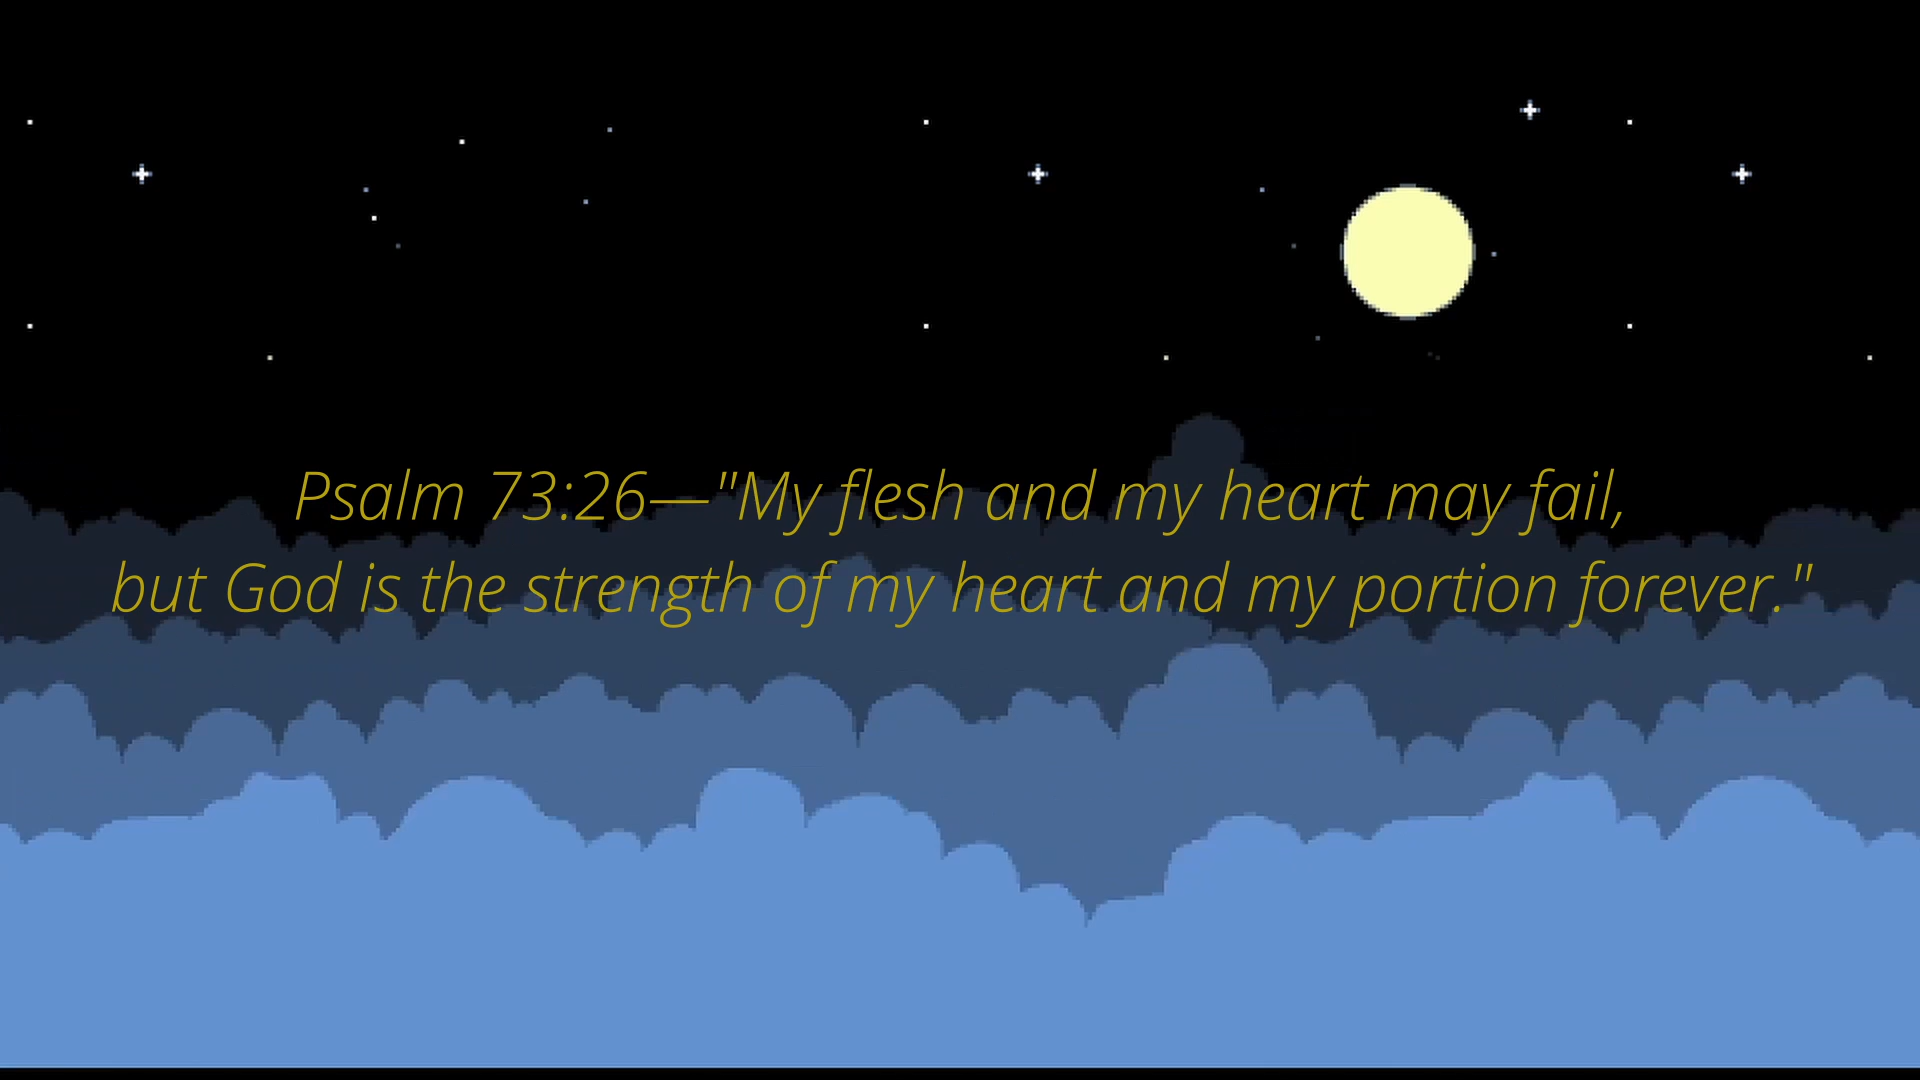 Psalm 73:26—"My flesh and my heart may fail,
but God is the strength of my heart and my portion forever."